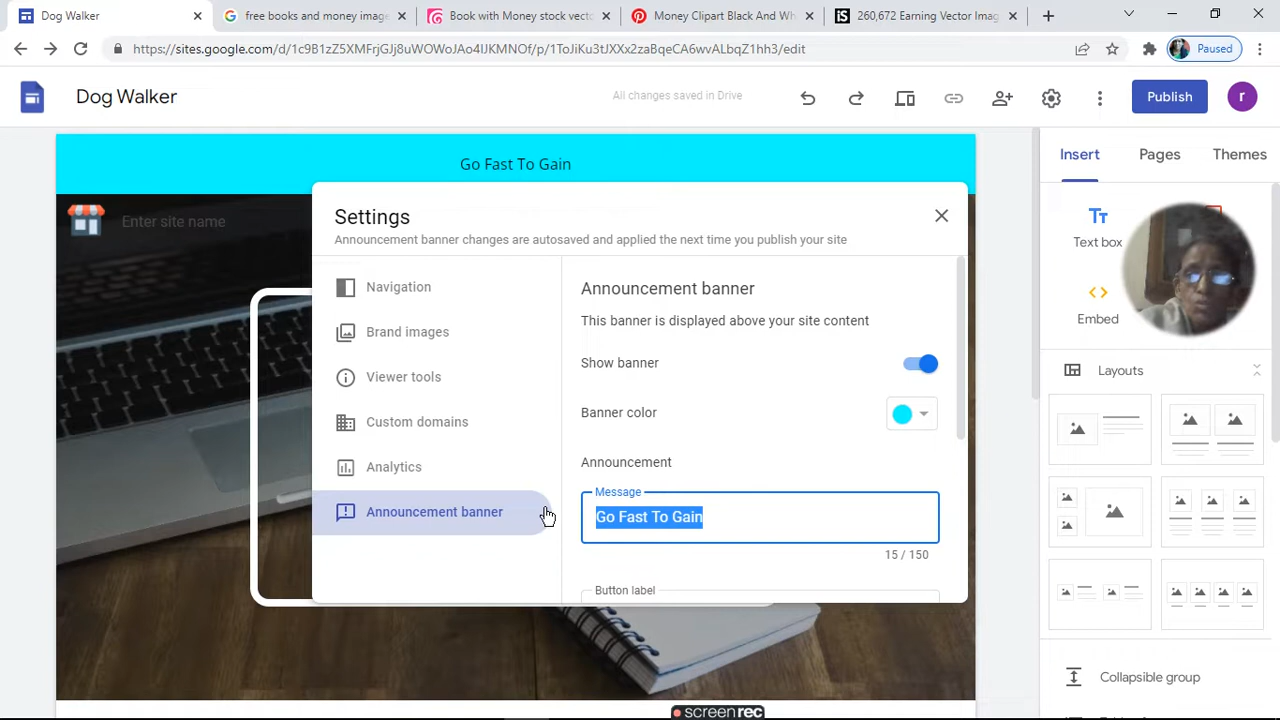 Dog Walker
free books and money image
Book with Money stock vecto
Money Clipart Black And Wh
iS
260,672 Earning Vector Imag
https://sites.google.com/d/1c9B1zZ5XMFrjGJj8uWOWoJAo4IJKMNOf/p/1ToJiKu3tJXXx2zaBqeCA6wvALbqZ1hh3/edit
Paused
Dog Walker
All changes saved in Drive
Publish
r
Go Fast To Gain
Enter site name
Insert
Pages
Themes
Tт
Text box
Embed
Layouts
Collapsible group
Settings
Announcement banner changes are autosaved and applied the next time you publish your site
Navigation
Brand images
Viewer tools
Custom domains
Analytics
Announcement banner
Announcement banner
This banner is displayed above your site content
Show banner
Banner color
Announcement
Message
Go Fast To Gain
15 / 150
Button label
screenrec